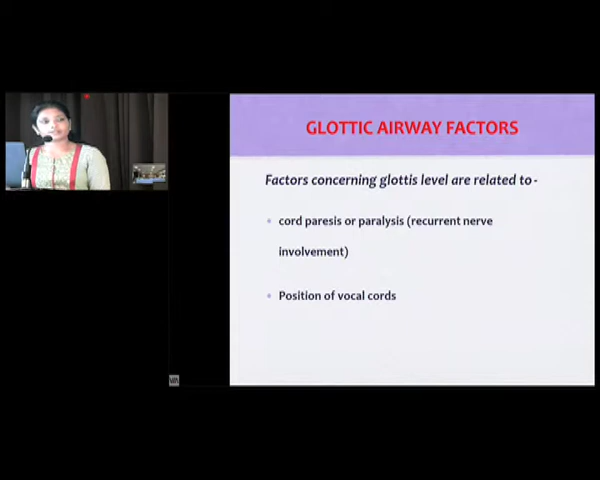 GLOTTIC AIRWAY FACTORS
Factors concerning glottis level are related to-
cord paresis or paralysis (recurrent nerve
involvement)
Position of vocal cords